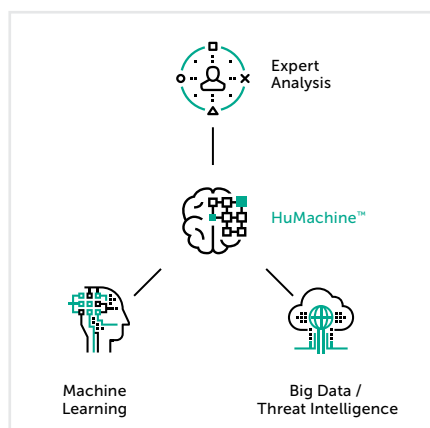 Expert
Analysis
HuMachine™
Machine
Learning
Big Data /
Threat Intelligence